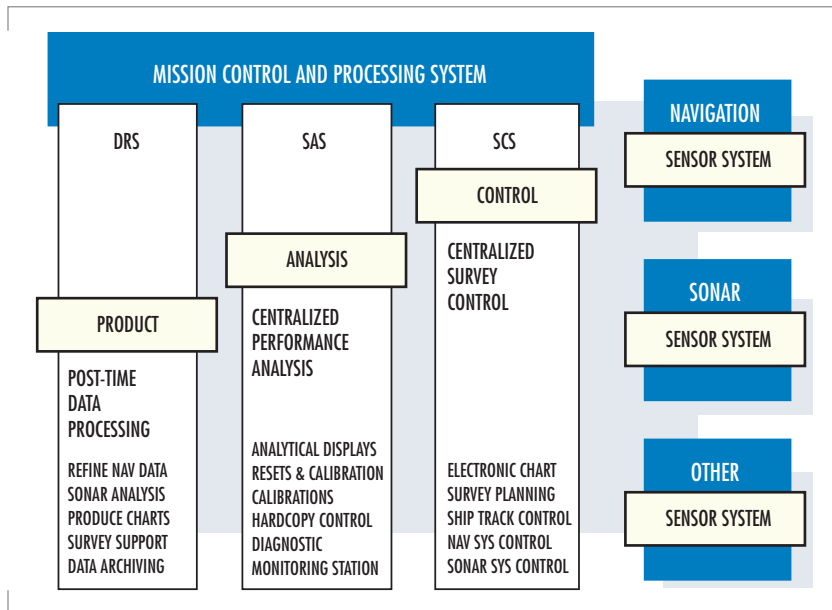 MISSION CONTROL AND PROCESSING SYSTEM
DRS
PRODUCT
POST-TIME
DATA
PROCESSING
REFINE NAV DATA
SONAR ANALYSIS
PRODUCE CHARTS
SURVEY SUPPORT
DATA ARCHIVING
SAS
ANALYSIS
CENTRALIZED
PERFORMANCE
ANALYSIS
ANALYTICAL DISPLAYS
RESETS & CALIBRATION
CALIBRATIONS
HARDCOPY CONTROL
DIAGNOSTIC
MONITORING STATION
SCS
CONTROL
CENTRALIZED
SURVEY
CONTROL
ELECTRONIC CHART
SURVEY PLANNING
SHIP TRACK CONTROL
NAV SYS CONTROL
SONAR SYS CONTROL
NAVIGATION
SENSOR SYSTEM
SONAR
SENSOR SYSTEM
OTHER
SENSOR SYSTEM